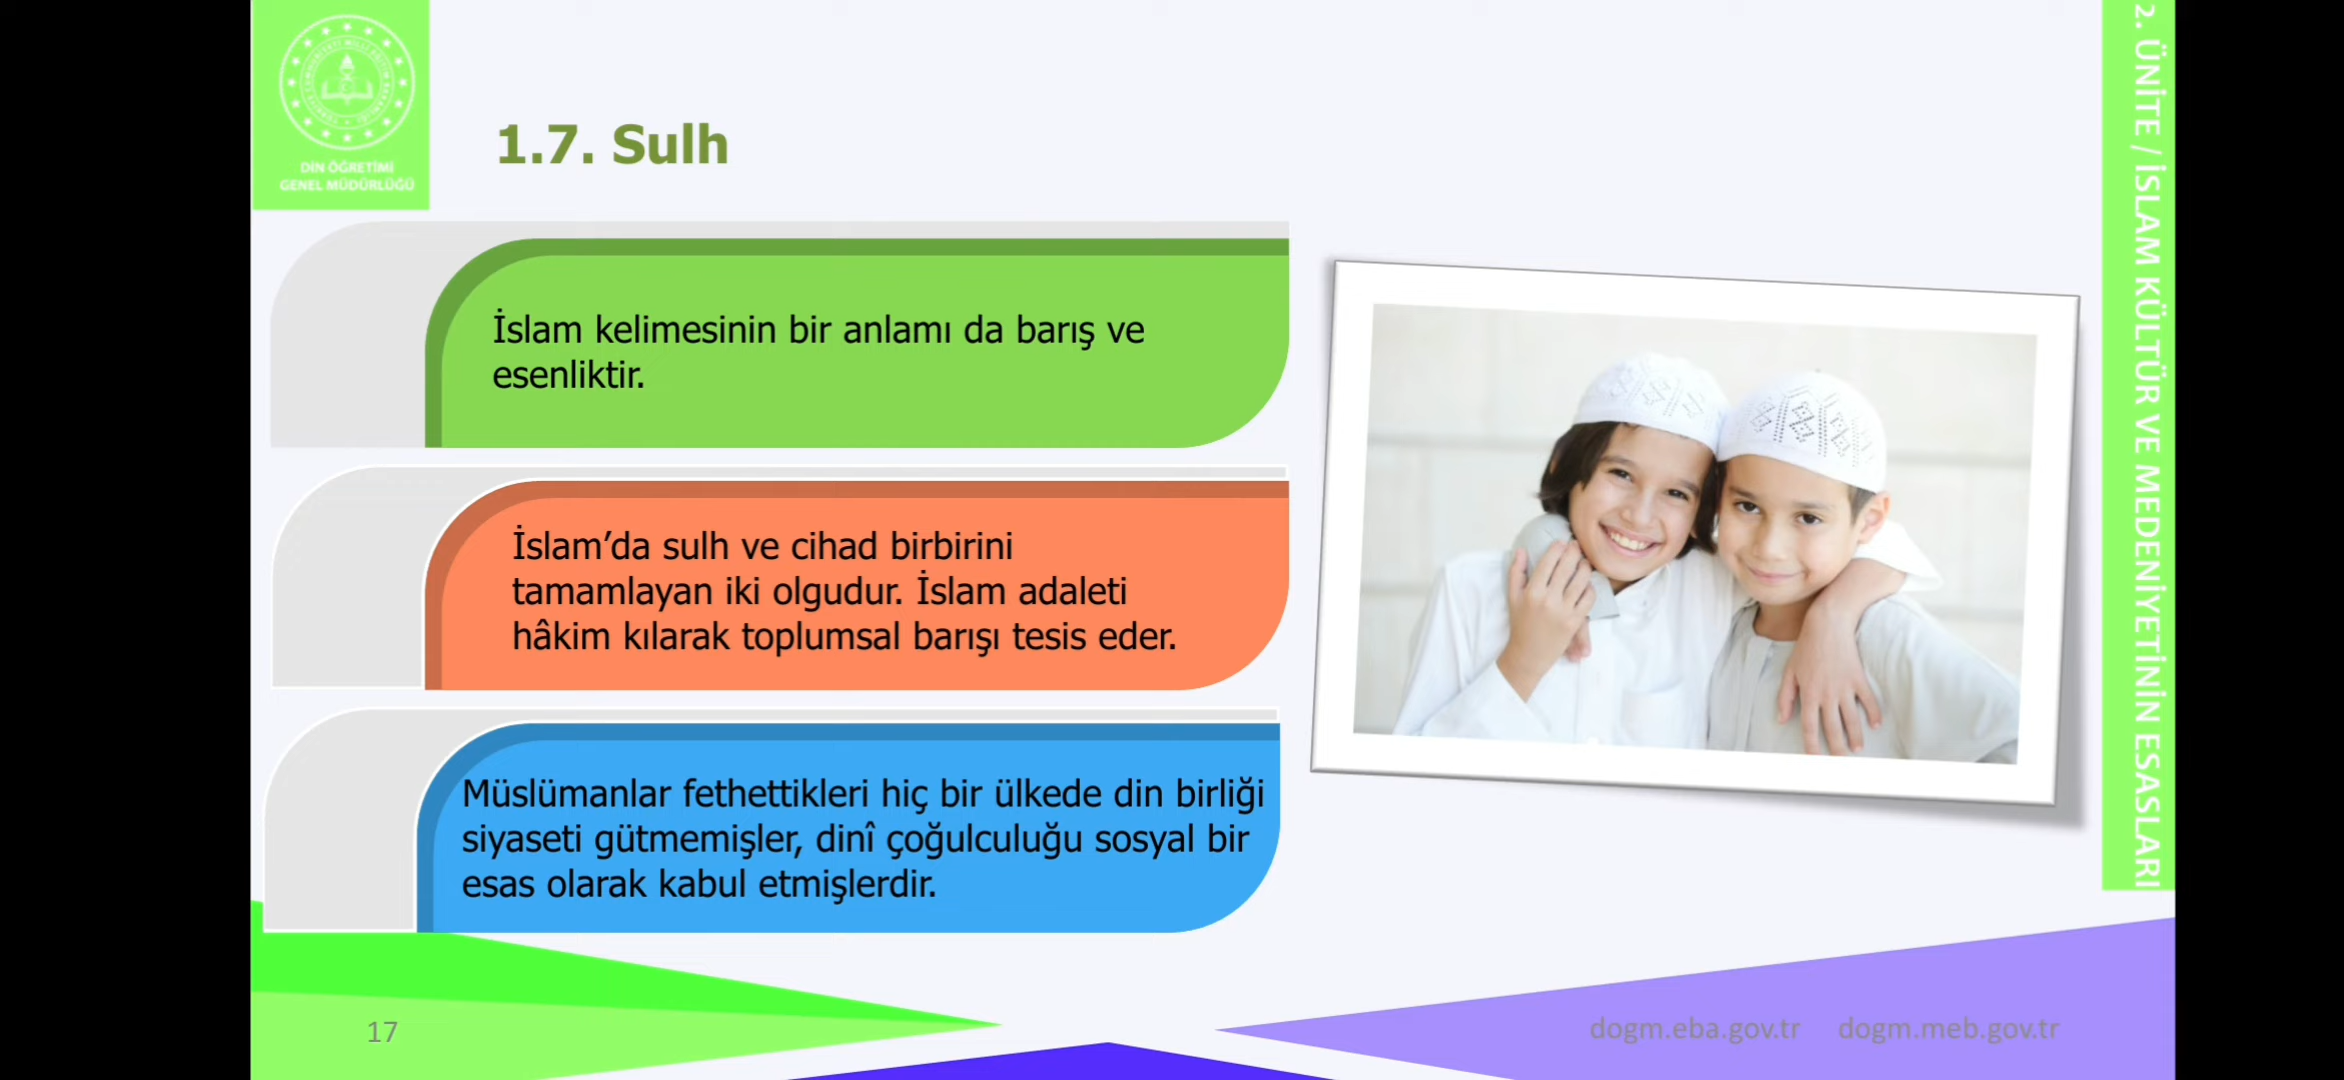 DİN ÖĞRETİMİ
GENEL MÜDÜRLÜĞÜ
1.7. Sulh
İslam kelimesinin bir anlamı da barış ve
esenliktir.
İslam’da sulh ve cihad birbirini
tamamlayan iki olgudur. İslam adaleti
hâkim kılarak toplumsal barışı tesis eder.
Müslümanlar fethettikleri hiç bir ülkede din birliği
siyaseti gütmemişler, dinî çoğulculuğu sosyal bir
esas olarak kabul etmişlerdir.
2. ÜNİTE / İSLAM KÜLTÜR VE MEDENİYETİNİN ESASLARI
17
dogm.eba.gov.tr dogm.meb.gov.tr